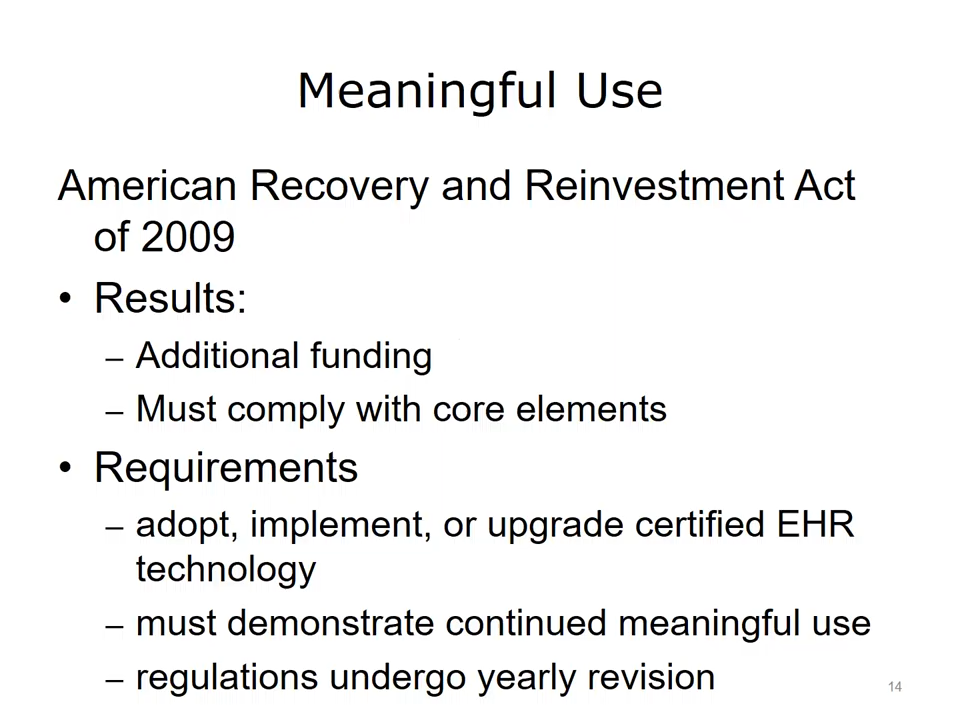 Meaningful Use
American Recovery and Reinvestment Act
of 2009
• Results:
– Additional funding
– Must comply with core elements
• Requirements
– adopt, implement, or upgrade certified EHR
technology
– must demonstrate continued meaningful use
– regulations undergo yearly revision
14